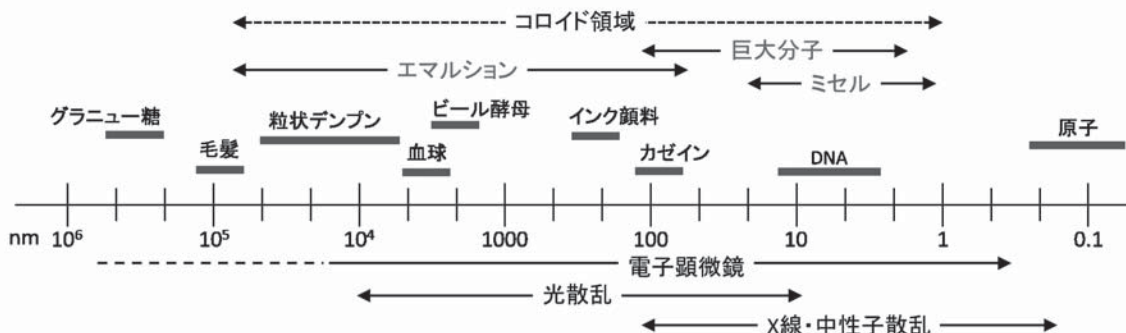 コロイド領域
巨大分子
エマルション
ミセル
グラニュー糖
毛髪
粒状デンプン
ビール酵母
血球
インク顔料
カゼイン
DNA
原子
nm 10⁶ 10⁵ 10⁴ 1000 100 10 1 0.1
電子顕微鏡
光散乱
X線・中性子散乱